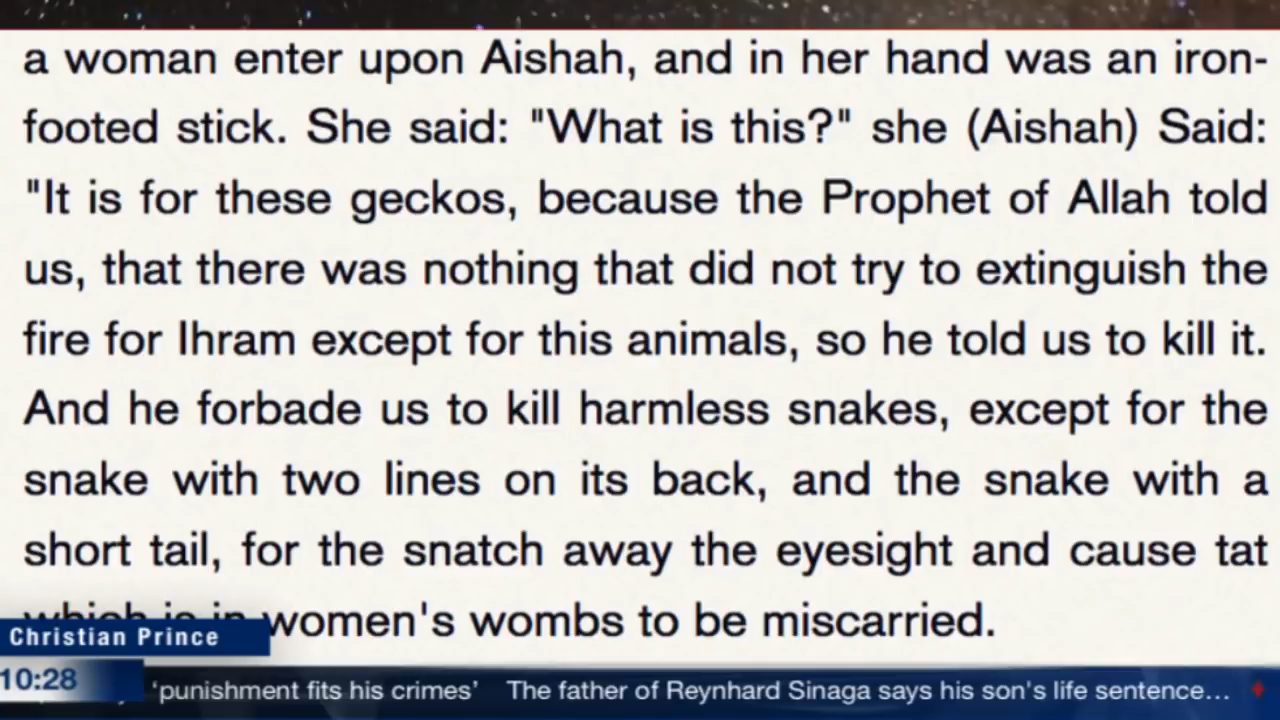 a woman enter upon Aishah, and in her hand was an iron-
footed stick. She said: "What is this?" she (Aishah) Said:
"It is for these geckos, because the Prophet of Allah told
us, that there was nothing that did not try to extinguish the
fire for Ihram except for this animals, so he told us to kill it.
And he forbade us to kill harmless snakes, except for the
snake with two lines on its back, and the snake with a
short tail, for the snatch away the eyesight and cause tat
which is in women's wombs to be miscarried.
Christian Prince
10:28
‘punishment fits his crimes’ The father of Reynhard Sinaga says his son's life sentence...